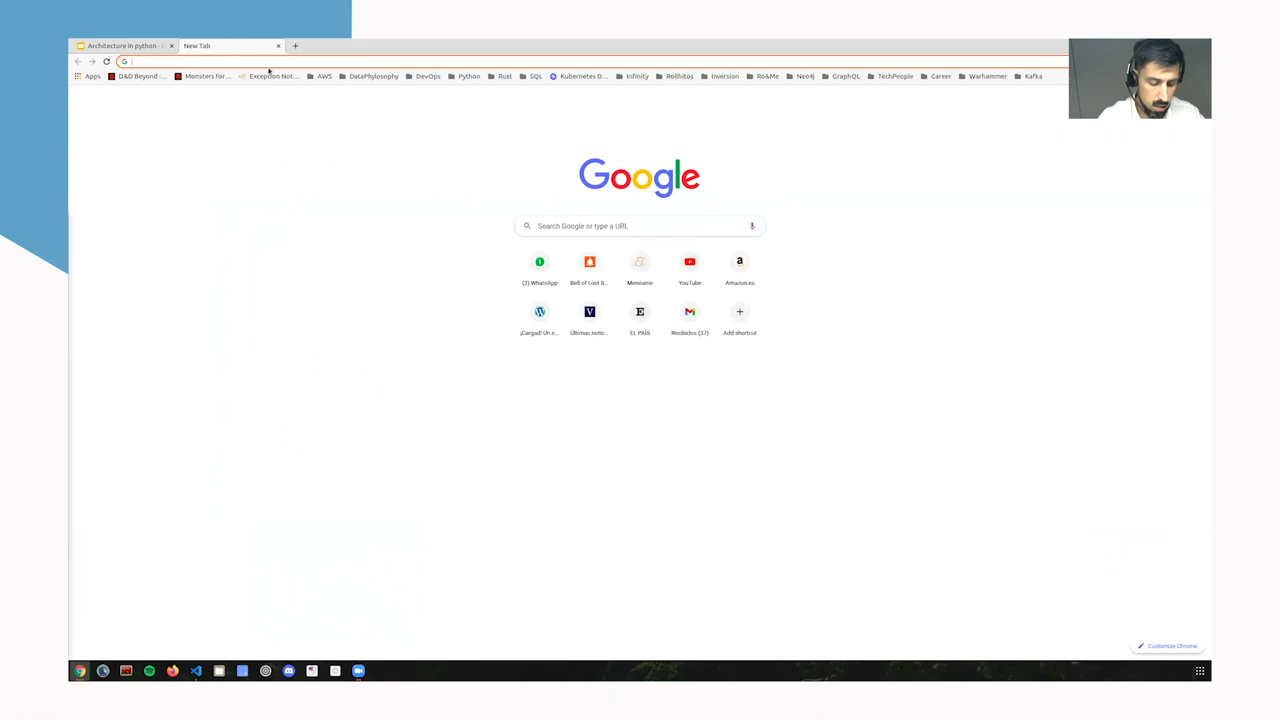 Architecture in python -
New Tab
Apps D&D Beyond -... Monsters for... Exception Not... AWS DataPhylosophy DevOps Python Rust SQL Kubernetes D... Infinity Rollhitos Inversion Ro&Me Neo4j GraphQL TechPeople Career Warhammer Kafka
Google
Search Google or type a URL
(2) WhatsApp Bell of Lost S... Menéame YouTube Amazon.es
¡Cargad! Un e... Últimas notic... EL PAÍS Recibidos (37) Add shortcut
Customize Chrome